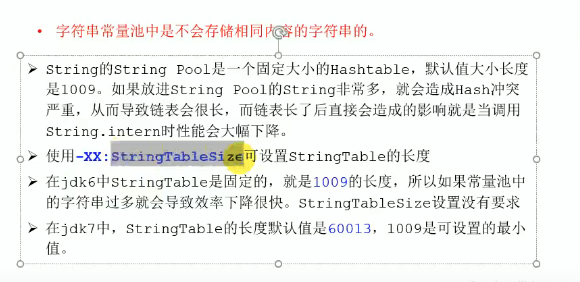 • 字符串常量池中是不会存储相同内容的字符串的。
➢ String的String Pool是一个固定大小的Hashtable，默认值大小长度
是1009。如果放进String Pool的String非常多，就会造成Hash冲突
严重，从而导致链表会很长，而链表长了后直接会造成的影响就是当调用
String.intern时性能会大幅下降。
➢ 使用-XX:StringTableSize可设置StringTable的长度
➢ 在jdk6中StringTable是固定的，就是1009的长度，所以如果常量池中
的字符串过多就会导致效率下降很快。StringTableSize设置没有要求
➢ 在jdk7中，StringTable的长度默认值是60013，1009是可设置的最小
值。